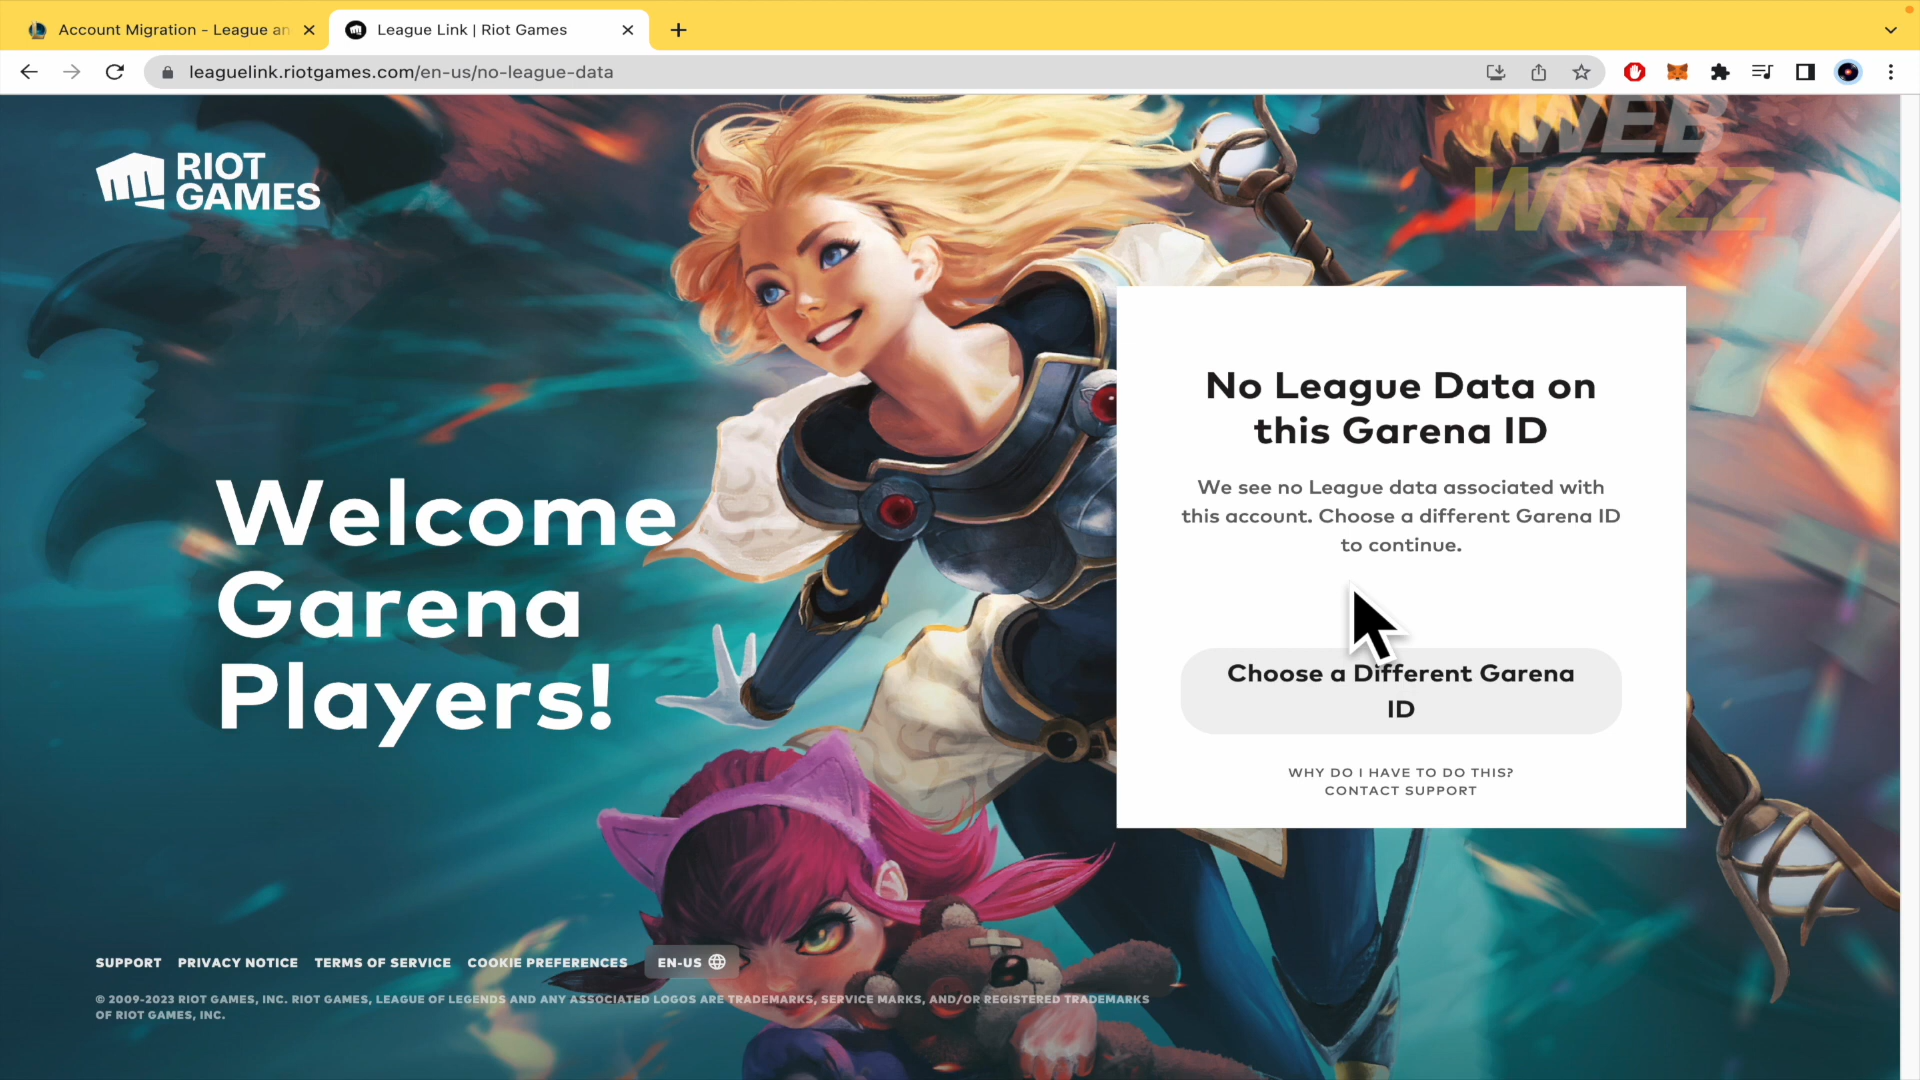 Account Migration - League an
League Link | Riot Games
leaguelink.riotgames.com/en-us/no-league-data
WEB
WHIZZ
RIOT
GAMES
Welcome
Garena
Players!
No League Data on
this Garena ID
We see no League data associated with
this account. Choose a different Garena ID
to continue.
Choose a Different Garena
ID
WHY DO I HAVE TO DO THIS?
CONTACT SUPPORT
SUPPORT PRIVACY NOTICE TERMS OF SERVICE COOKIE PREFERENCES EN-US
© 2009-2023 RIOT GAMES, INC. RIOT GAMES, LEAGUE OF LEGENDS AND ANY ASSOCIATED LOGOS ARE TRADEMARKS, SERVICE MARKS, AND/OR REGISTERED TRADEMARKS
OF RIOT GAMES, INC.